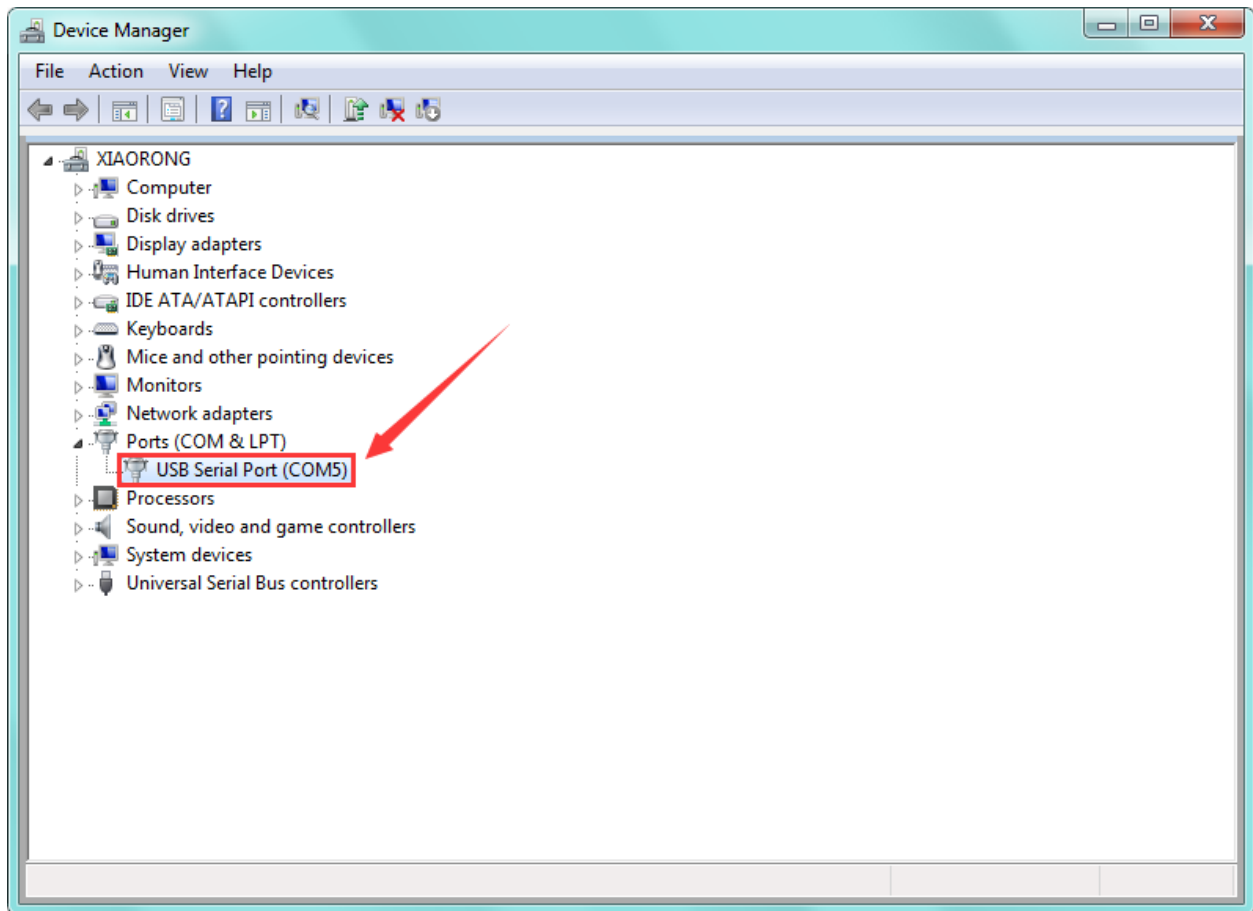 Device Manager
File Action View Help
XIAORONG
Computer
Disk drives
Display adapters
Human Interface Devices
IDE ATA/ATAPI controllers
Keyboards
Mice and other pointing devices
Monitors
Network adapters
Ports (COM & LPT)
USB Serial Port (COM5)
Processors
Sound, video and game controllers
System devices
Universal Serial Bus controllers